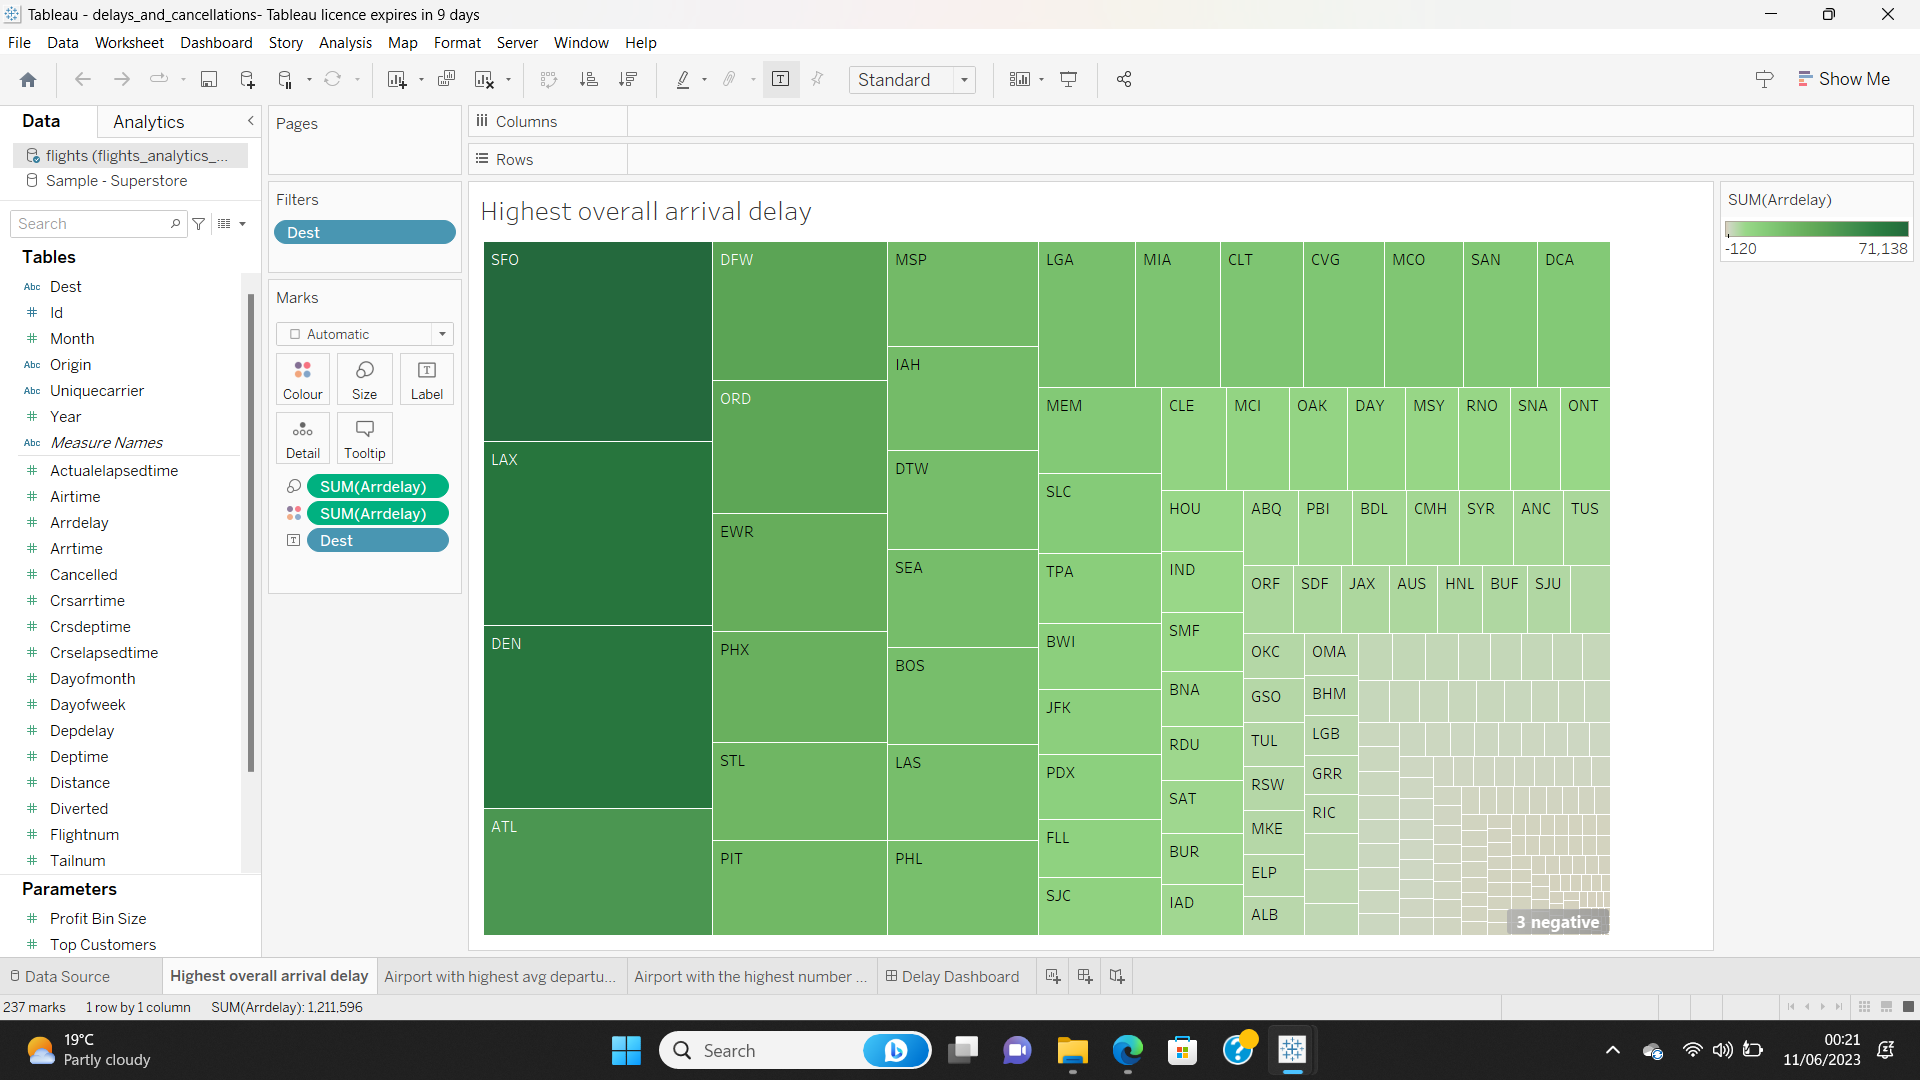 Tableau - delays_and_cancellations- Tableau licence expires in 9 days
File Data Worksheet Dashboard Story Analysis Map Format Server Window Help
Standard
Show Me
Data Analytics
flights (flights_analytics_...
Sample - Superstore
Search
Tables
Abc Dest
# Id
# Month
Abc Origin
Abc Uniquecarrier
# Year
Abc Measure Names
# Actualelapsedtime
# Airtime
# Arrdelay
# Arrtime
# Cancelled
# Crsarrtime
# Crsdeptime
# Crselapsedtime
# Dayofmonth
# Dayofweek
# Depdelay
# Deptime
# Distance
# Diverted
# Flightnum
# Tailnum
Parameters
# Profit Bin Size
# Top Customers
Pages
Filters
Dest
Marks
Automatic
Colour Size Label
Detail Tooltip
SUM(Arrdelay)
SUM(Arrdelay)
Dest
Columns
Rows
Highest overall arrival delay
SFO
LAX
DEN
ATL
DFW
ORD
EWR
PHX
STL
PIT
MSP
IAH
DTW
SEA
BOS
LAS
PHL
LGA MIA CLT CVG MCO SAN DCA
MEM
SLC
TPA
BWI
JFK
PDX
FLL
SJC
CLE MCI OAK DAY MSY RNO SNA ONT
HOU
IND
SMF
BNA
RDU
SAT
BUR
IAD
ABQ PBI BDL CMH SYR ANC TUS
ORF SDF JAX AUS HNL BUF SJU
OKC
GSO
TUL
RSW
MKE
ELP
ALB
OMA
BHM
LGB
GRR
RIC
3 negative
SUM(Arrdelay)
-120 71,138
Data Source Highest overall arrival delay Airport with highest avg departu... Airport with the highest number ... Delay Dashboard
237 marks 1 row by 1 column SUM(Arrdelay): 1,211,596
19°C
Partly cloudy
Search
00:21
11/06/2023